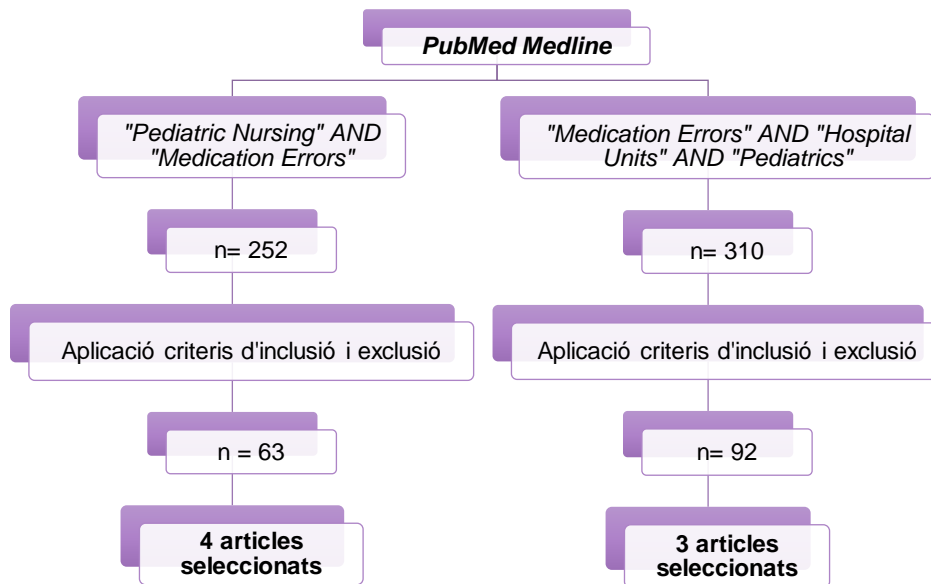 PubMed Medline
"Pediatric Nursing" AND
"Medication Errors"
n= 252
Aplicació criteris d'inclusió i exclusió
n = 63
4 articles
seleccionats
"Medication Errors" AND "Hospital
Units" AND "Pediatrics"
n= 310
Aplicació criteris d'inclusió i exclusió
n= 92
3 articles
seleccionats